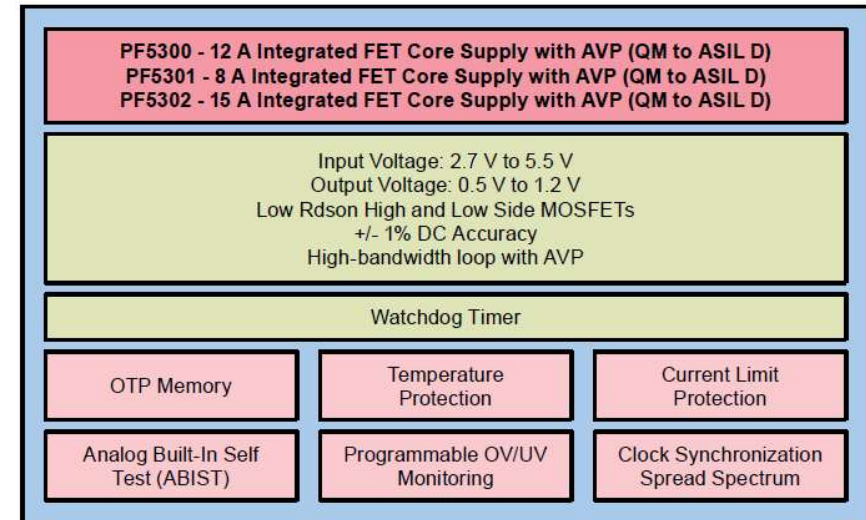 PF5300 - 12 A Integrated FET Core Supply with AVP (QM to ASIL D)
PF5301 - 8 A Integrated FET Core Supply with AVP (QM to ASIL D)
PF5302 - 15 A Integrated FET Core Supply with AVP (QM to ASIL D)
Input Voltage: 2.7 V to 5.5 V
Output Voltage: 0.5 V to 1.2 V
Low Rdson High and Low Side MOSFETs
+/- 1% DC Accuracy
High-bandwidth loop with AVP
Watchdog Timer
OTP Memory
Temperature
Protection
Current Limit
Protection
Analog Built-In Self
Test (ABIST)
Programmable OV/UV
Monitoring
Clock Synchronization
Spread Spectrum